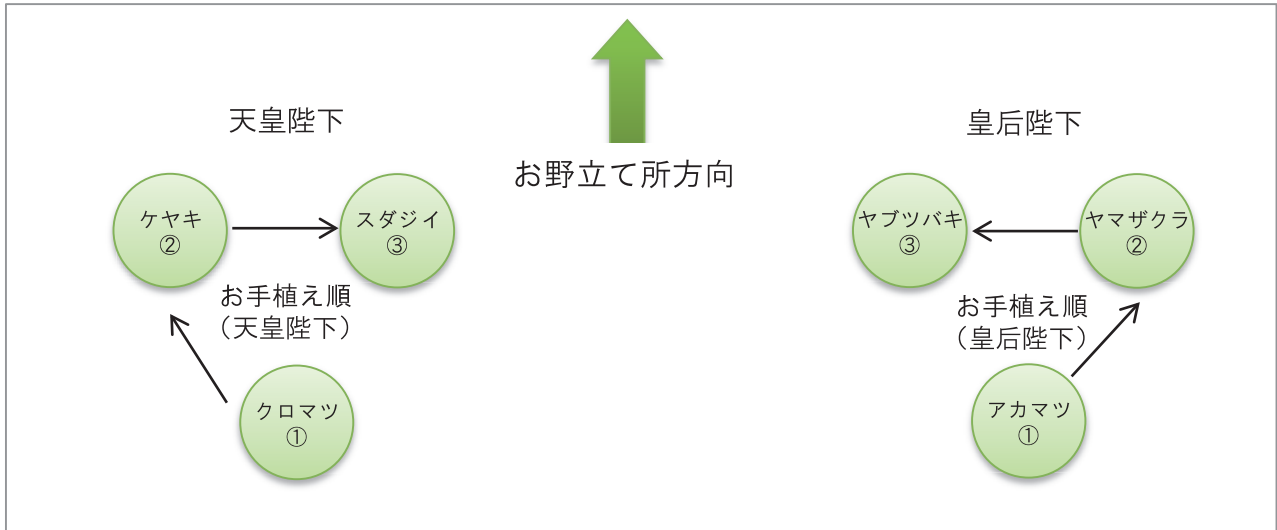 天皇陛下
皇后陛下
お野立て所方向
ケヤキ
②
スダジイ
③
ヤブツバキ
③
ヤマザクラ
②
お手植え順
（天皇陛下）
お手植え順
（皇后陛下）
クロマツ
①
アカマツ
①